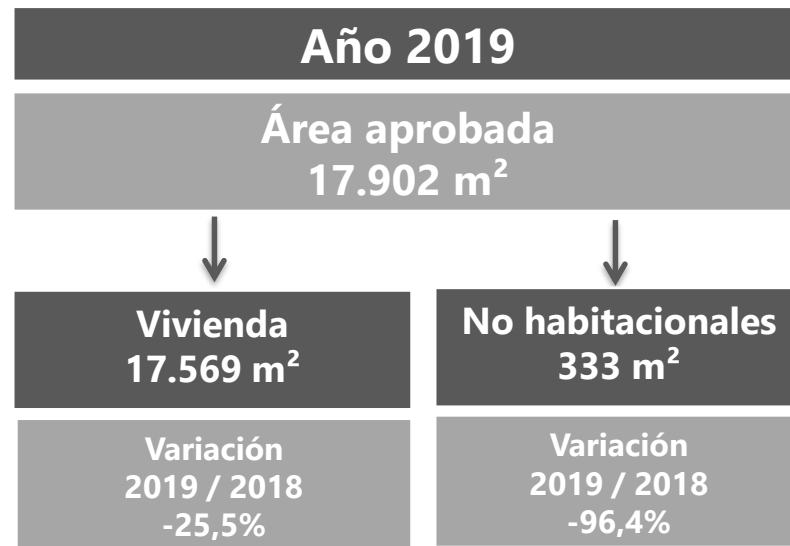 Año 2019
Área aprobada
17.902 m²
Vivienda
17.569 m²
No habitacionales
333 m²
Variación
2019 / 2018
-25,5%
Variación
2019 / 2018
-96,4%